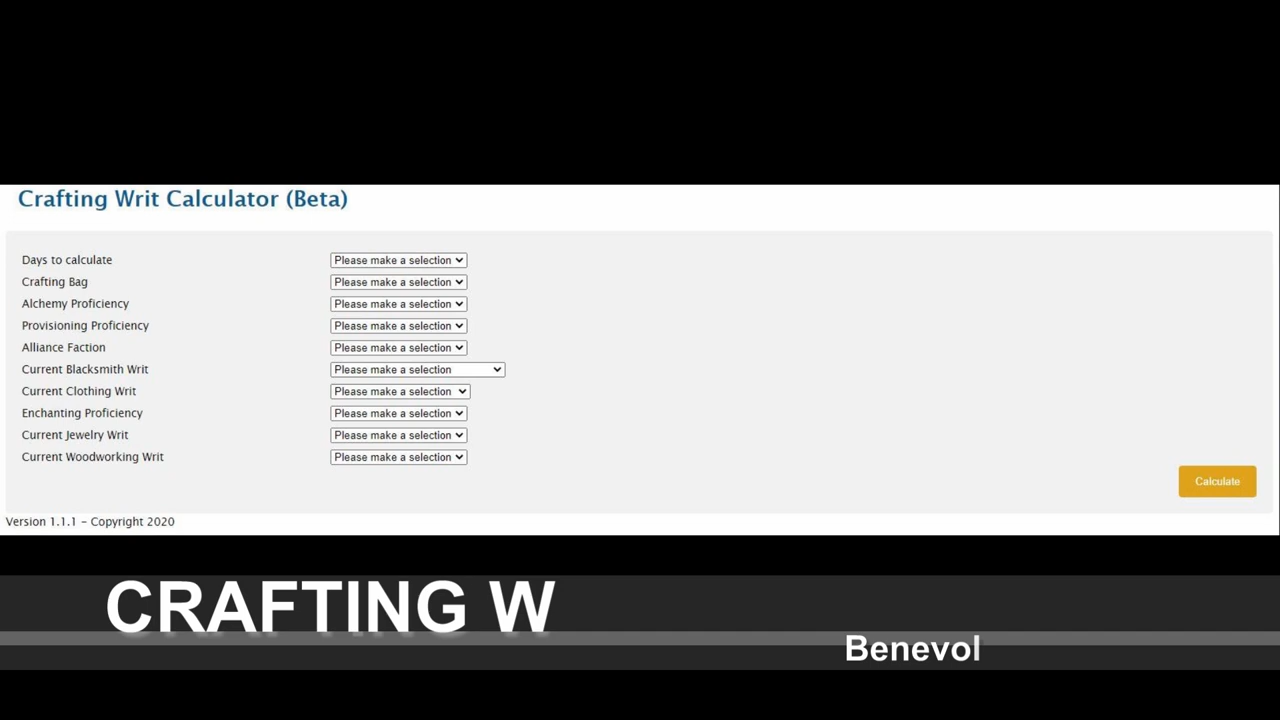 Crafting Writ Calculator (Beta)
Days to calculate Please make a selection
Crafting Bag Please make a selection
Alchemy Proficiency Please make a selection
Provisioning Proficiency Please make a selection
Alliance Faction Please make a selection
Current Blacksmith Writ Please make a selection
Current Clothing Writ Please make a selection
Enchanting Proficiency Please make a selection
Current Jewelry Writ Please make a selection
Current Woodworking Writ Please make a selection
Calculate
Version 1.1.1 – Copyright 2020
CRAFTING W
Benevol